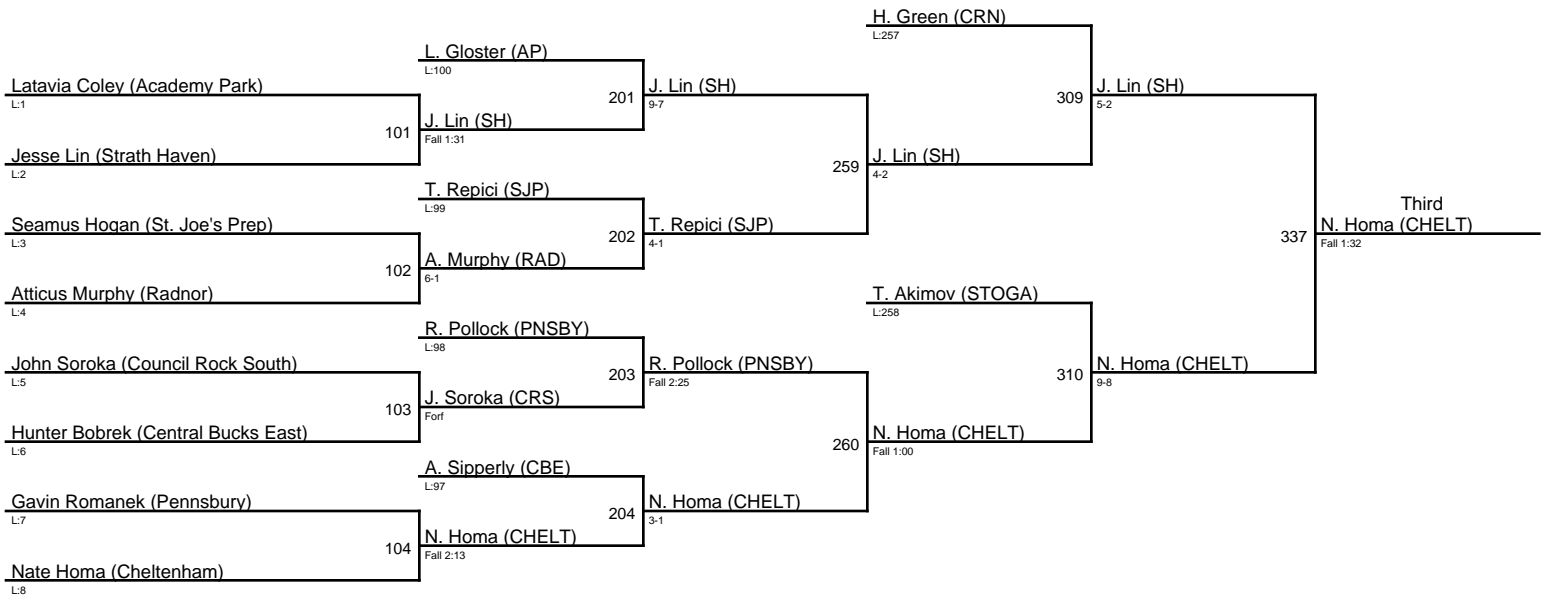 H. Green (CRN)
L:257
L. Gloster (AP)
L:100
Latavia Coley (Academy Park)
L:1
201
J. Lin (SH)
9-7
309
J. Lin (SH)
5-2
101
J. Lin (SH)
Fall 1:31
Jesse Lin (Strath Haven)
L:2
259
J. Lin (SH)
4-2
T. Repici (SJP)
L:99
Third
Seamus Hogan (St. Joe's Prep)
L:3
202
T. Repici (SJP)
4-1
337
N. Homa (CHELT)
Fall 1:32
102
A. Murphy (RAD)
6-1
Atticus Murphy (Radnor)
L:4
T. Akimov (STOGA)
L:258
R. Pollock (PNSBY)
L:98
John Soroka (Council Rock South)
L:5
203
R. Pollock (PNSBY)
Fall 2:25
310
N. Homa (CHELT)
9-8
103
J. Soroka (CRS)
Forf
Hunter Bobrek (Central Bucks East)
L:6
260
N. Homa (CHELT)
Fall 1:00
A. Sipperly (CBE)
L:97
Gavin Romanek (Pennsbury)
L:7
204
N. Homa (CHELT)
3-1
104
N. Homa (CHELT)
Fall 2:13
Nate Homa (Cheltenham)
L:8